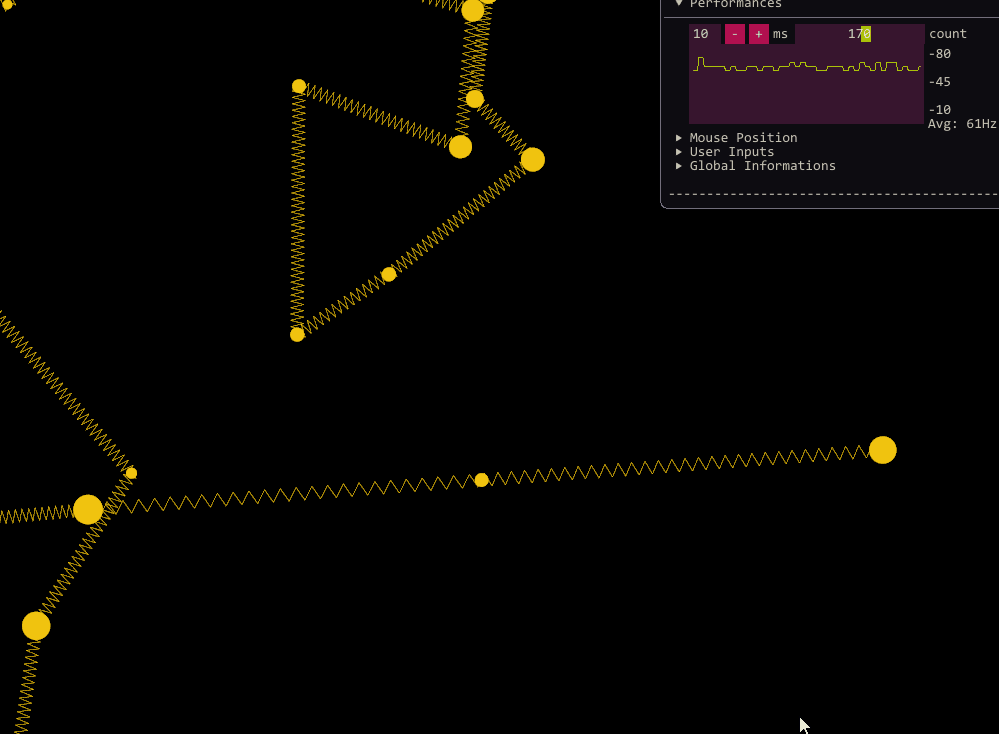 ▼ Performances
10 - + ms 170 count
-80
-45
-10
Avg: 61Hz
▶ Mouse Position
▶ User Inputs
▶ Global Informations